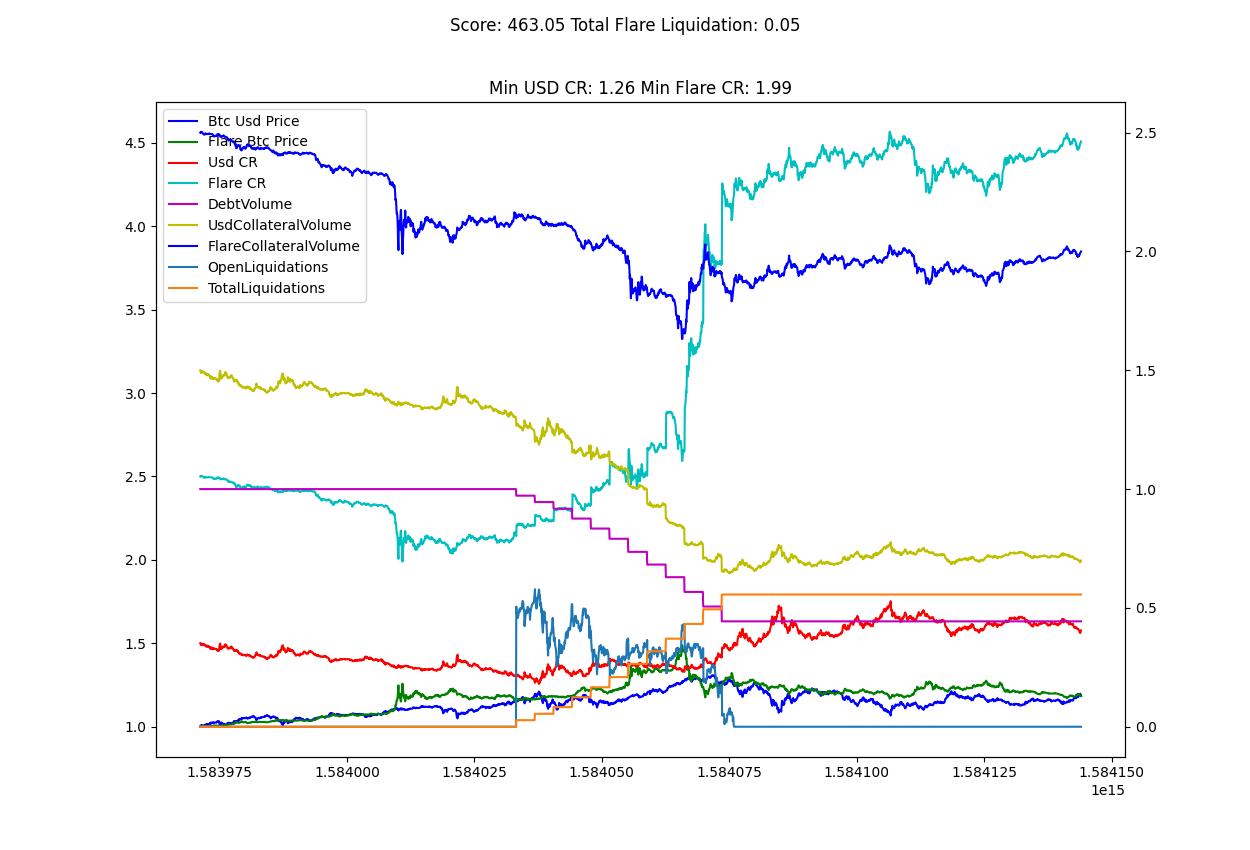 Score: 463.05 Total Flare Liquidation: 0.05
Min USD CR: 1.26 Min Flare CR: 1.99
Btc Usd Price
Flare Btc Price
Usd CR
Flare CR
DebtVolume
UsdCollateralVolume
FlareCollateralVolume
OpenLiquidations
TotalLiquidations
4.5
4.0
3.5
3.0
2.5
2.0
1.5
1.0
2.5
2.0
1.5
1.0
0.5
0.0
1.583975 1.584000 1.584025 1.584050 1.584075 1.584100 1.584125 1.584150
1e15